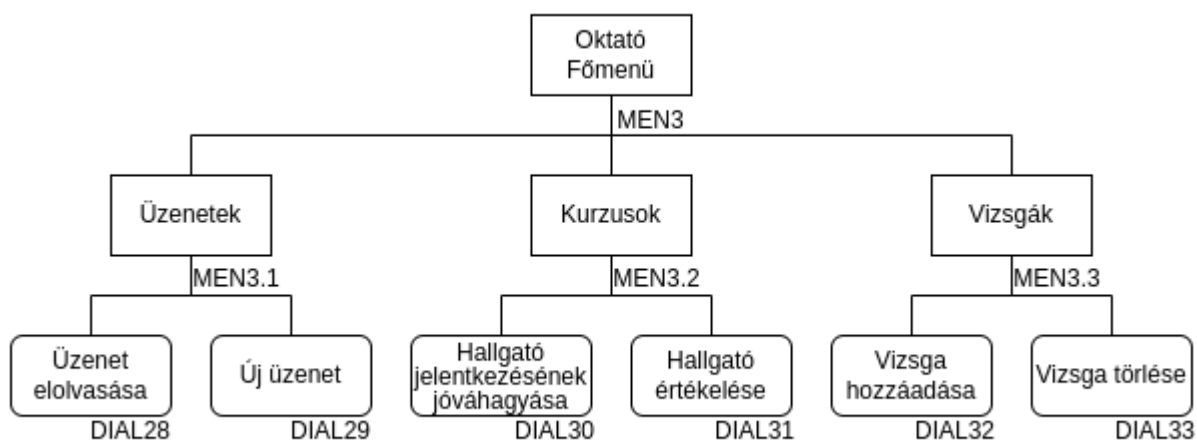 Oktató
Főmenü
MEN3
Üzenetek
Kurzusok
Vizsgák
MEN3.1
MEN3.2
MEN3.3
Üzenet
elolvasása
Új üzenet
Hallgató
jelentkezésének
jóváhagyása
Hallgató
értékelése
Vizsga
hozzáadása
Vizsga törlése
DIAL28
DIAL29
DIAL30
DIAL31
DIAL32
DIAL33